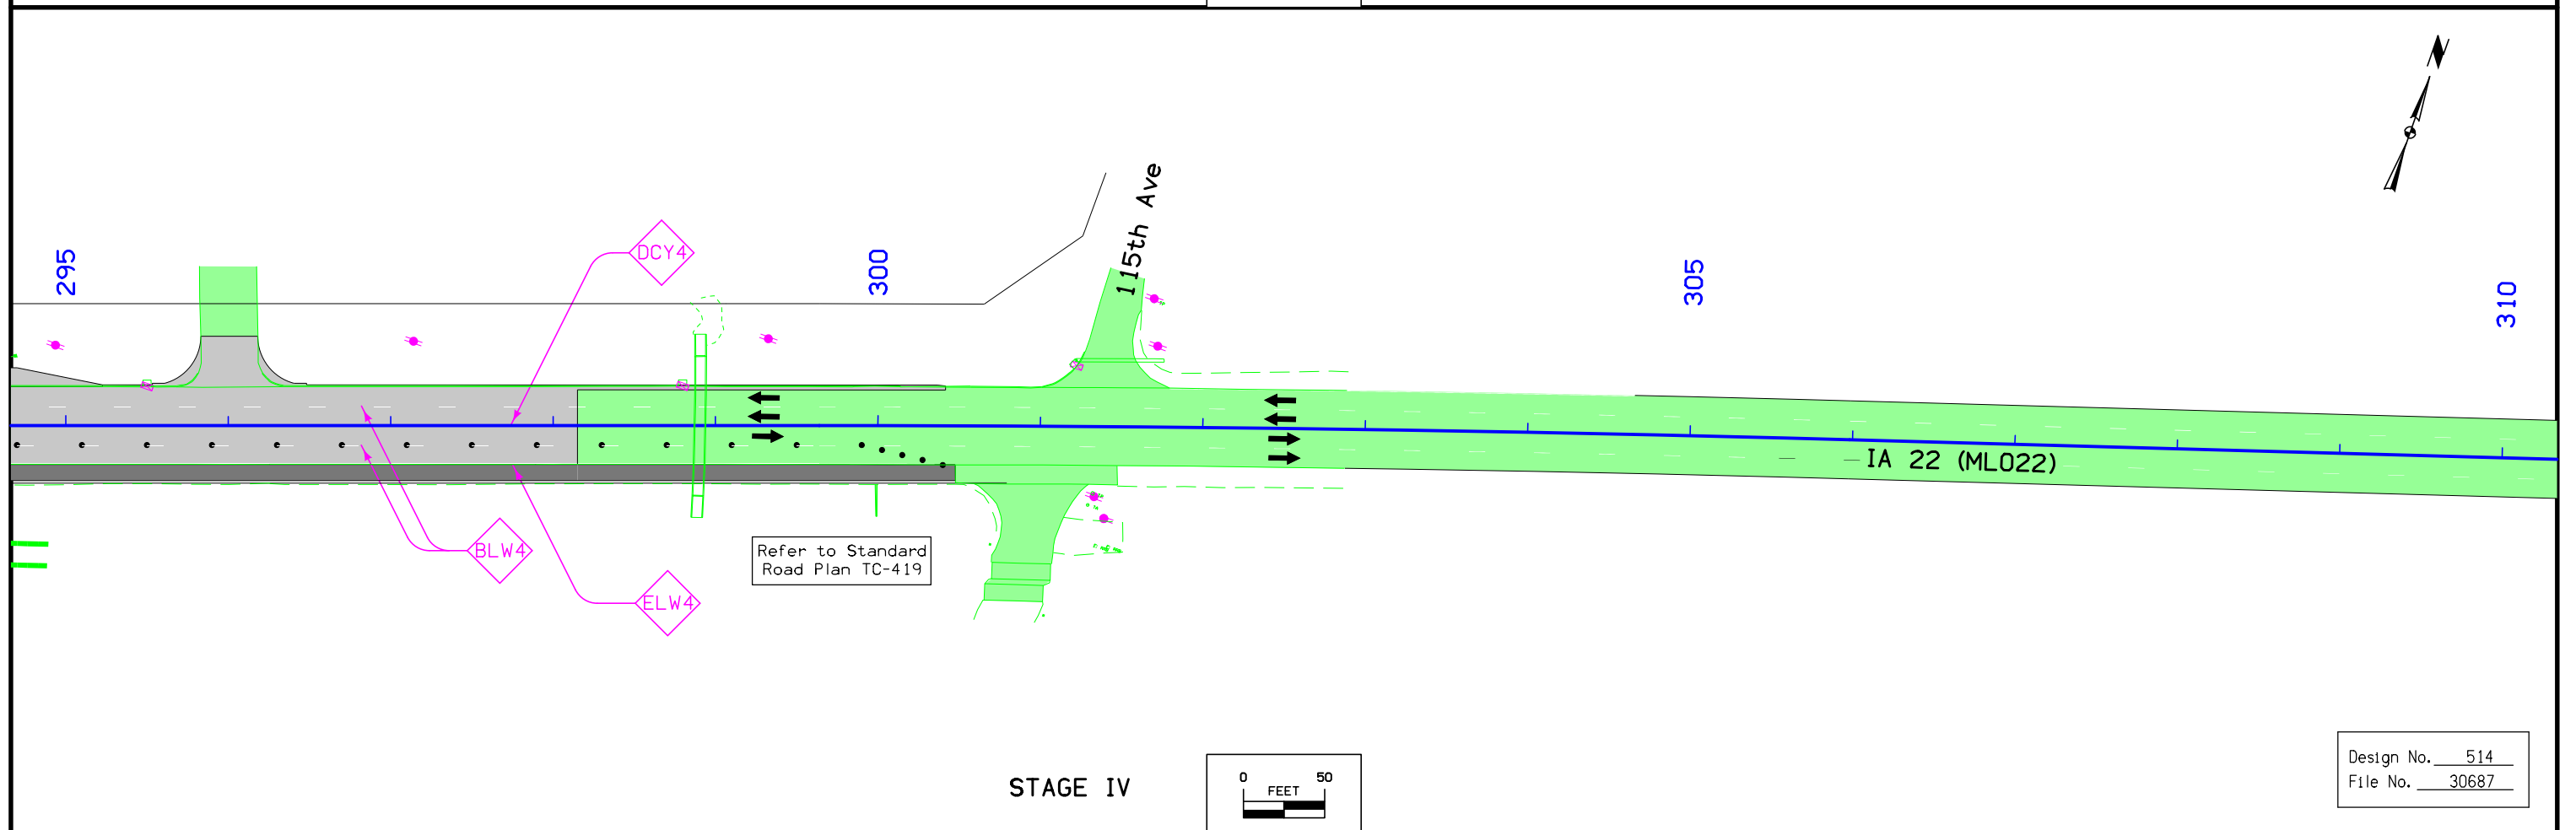 295
DCY4
300
115th Ave
305
310
IA 22 (ML022)
BLW4
Refer to Standard
Road Plan TC-419
ELW4
STAGE IV
0 50
FEET
Design No. 514
File No. 30687